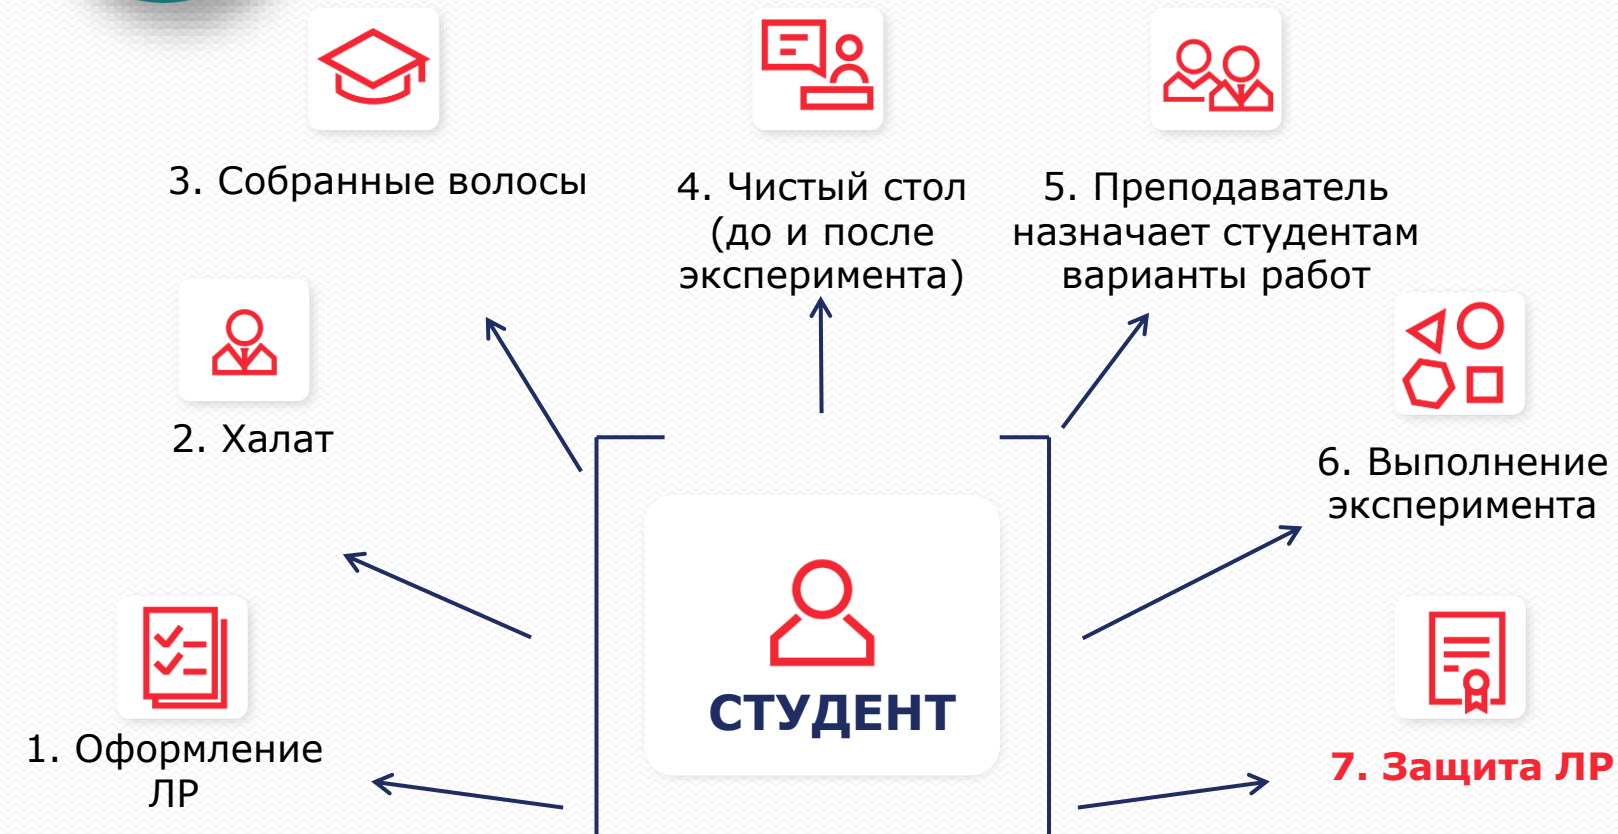 3. Собранные волосы
4. Чистый стол
(до и после
эксперимента)
5. Преподаватель
назначает студентам
варианты работ
2. Халат
6. Выполнение
эксперимента
СТУДЕНТ
1. Оформление
ЛР
7. Защита ЛР